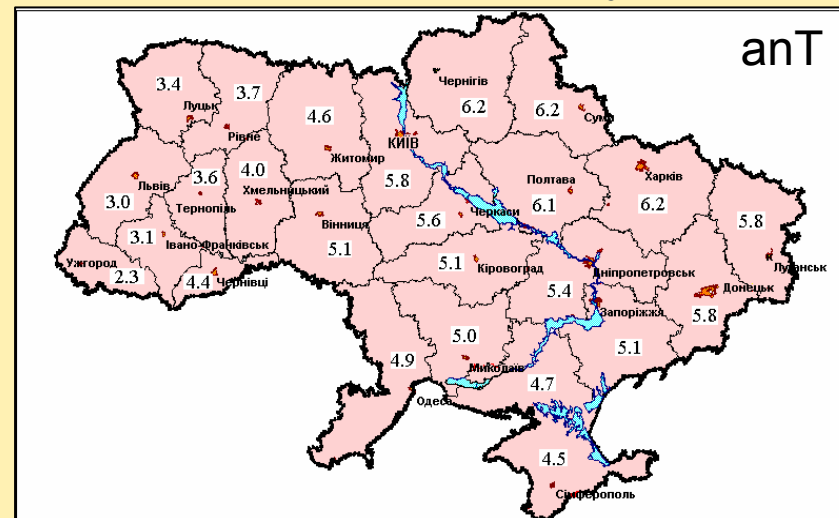 anT
Чернігів
3.4
3.7
6.2
6.2
Суми
Луцьк
4.6
Рівне
КИЇВ
Житомир
Харків
3.6
4.0
Львів
5.8
Полтава
Тернопіль
Хмельницький
3.0
5.6
Черкаси
6.1
6.2
5.8
Вінниця
3.1
Івано-Франківськ
5.1
Ужгород
5.1
Кіровоград
Дніпропетровськ
Луганськ
2.3
4.4
Чернівці
5.4
Донецьк
Запоріжжя
5.8
5.0
5.1
4.9
Миколаїв
4.7
Одеса
4.5
Сімферополь